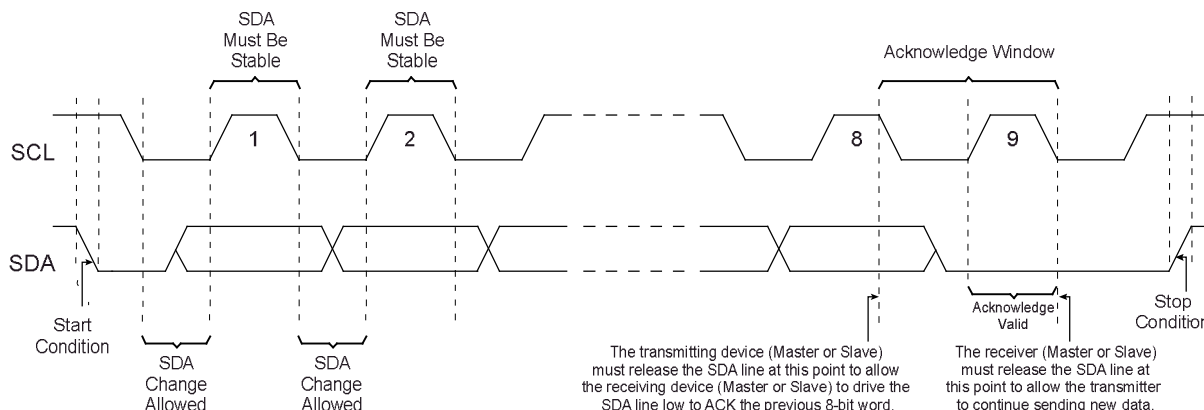 SDA
Must Be
Stable
SDA
Must Be
Stable
Acknowledge Window
SCL
1
2
8
9
SDA
Start
Condition
SDA
Change
Allowed
SDA
Change
Allowed
The transmitting device (Master or Slave)
must release the SDA line at this point to allow
the receiving device (Master or Slave) to drive the
SDA line low to ACK the previous 8-bit word.
Acknowledge
Valid
The receiver (Master or Slave)
must release the SDA line at
this point to allow the transmitter
to continue sending new data.
Stop
Condition